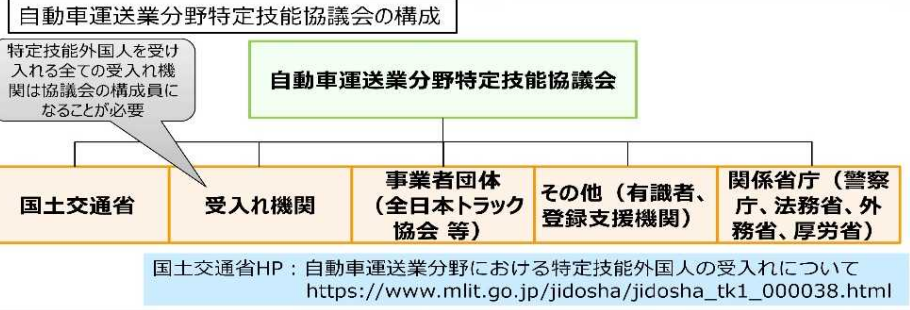 自動車運送業分野特定技能協議会の構成
特定技能外国人を受け
入れる全ての受入れ機
関は協議会の構成員に
なることが必要
自動車運送業分野特定技能協議会
国土交通省
受入れ機関
事業者団体
（全日本トラック
協会 等）
その他（有識者、
登録支援機関）
関係省庁（警察
庁、法務省、外
務省、厚労省）
国土交通省HP：自動車運送業分野における特定技能外国人の受入れについて
https://www.mlit.go.jp/jidosha/jidosha_tk1_000038.html